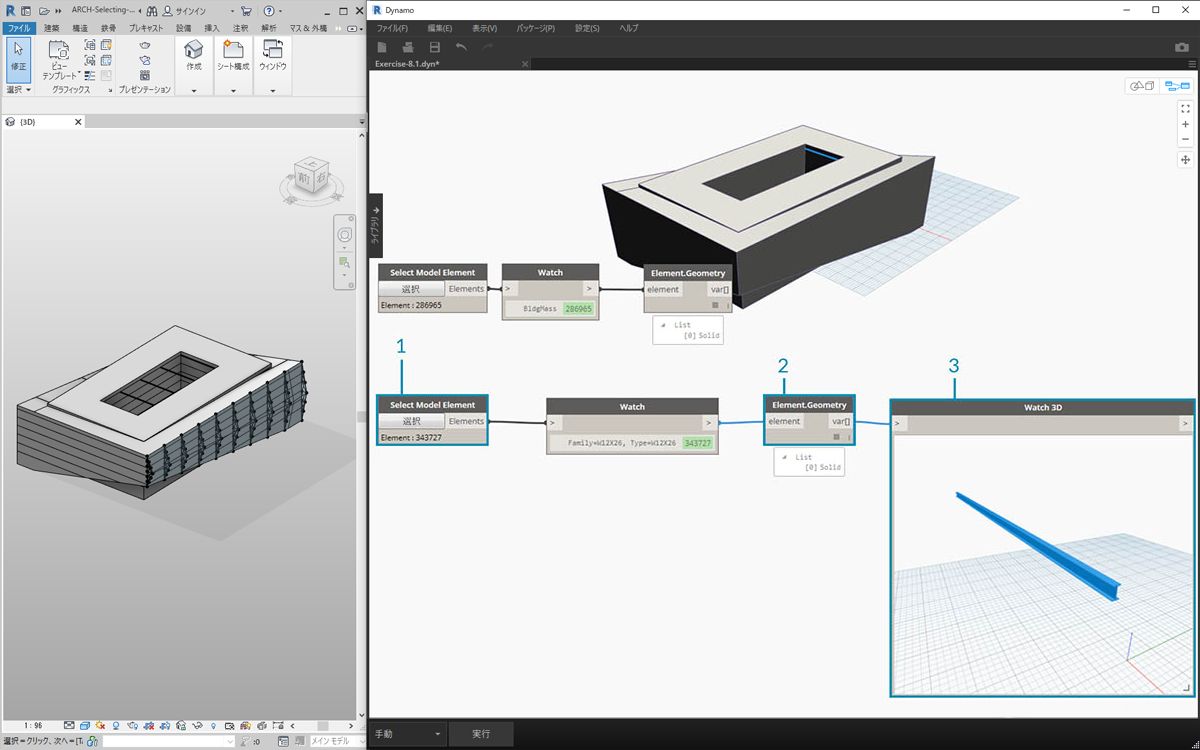 ARCH-Selecting-...
サインイン
ファイル 建築 構造 鉄骨 プレキャスト 設備 挿入 注釈 解析 マス & 外構
修正
ビュー
テンプレート
作成
シート構成
ウィンドウ
選択
グラフィックス
プレゼンテーション
{3D}
上
前
右
1 : 96
選択=クリック、次へ=[T
:0
メイン モデル
Dynamo
ファイル(F) 編集(E) 表示(V) パッケージ(P) 設定(S) ヘルプ
Exercise-8.1.dyn*
ライブラリ
Select Model Element
選択
Elements
Element : 286965
Watch
>
>
BldgMass 286965
Element.Geometry
element
var[]
List
[0] Solid
1
2
3
Select Model Element
選択
Elements
Element : 343727
Watch
>
>
Family=W12X26, Type=W12X26 343727
Element.Geometry
element
var[]
List
[0] Solid
Watch 3D
>
>
手動
実行